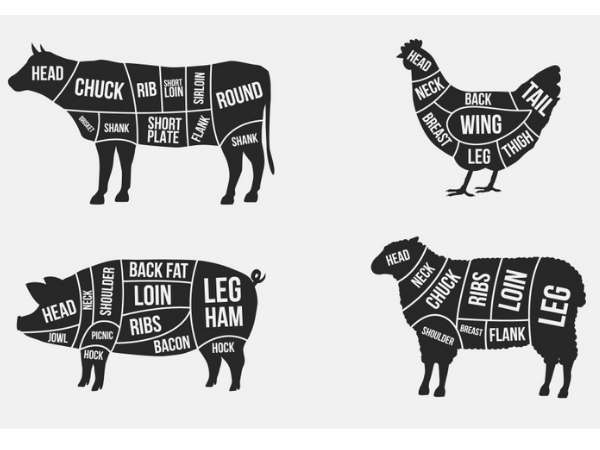 HEAD
CHUCK
RIB
SHORT
LOIN
SIRLOIN
ROUND
BRISKET
SHANK
SHORT
PLATE
FLANK
SHANK
HEAD
NECK
BACK
TAIL
BREAST
WING
LEG
THIGH
HEAD
JOWL
NECK
SHOULDER
BACK FAT
LOIN
RIBS
BACON
PICNIC
HOCK
LEG
HAM
HOCK
HEAD
NECK
CHUCK
RIBS
LOIN
LEG
SHOULDER
BREAST
FLANK